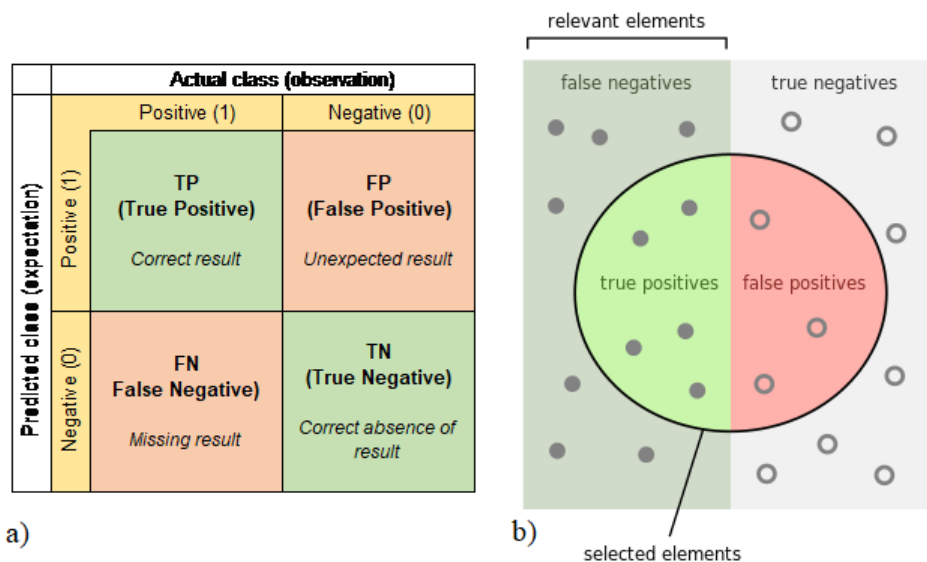 Actual class (observation)
Positive (1)
Negative (0)
Predicted class (expectation)
Positive (1)
Negative (0)
TP
(True Positive)
Correct result
FP
(False Positive)
Unexpected result
FN
False Negative)
Missing result
TN
(True Negative)
Correct absence of
result
a)
relevant elements
false negatives
true negatives
true positives
false positives
selected elements
b)